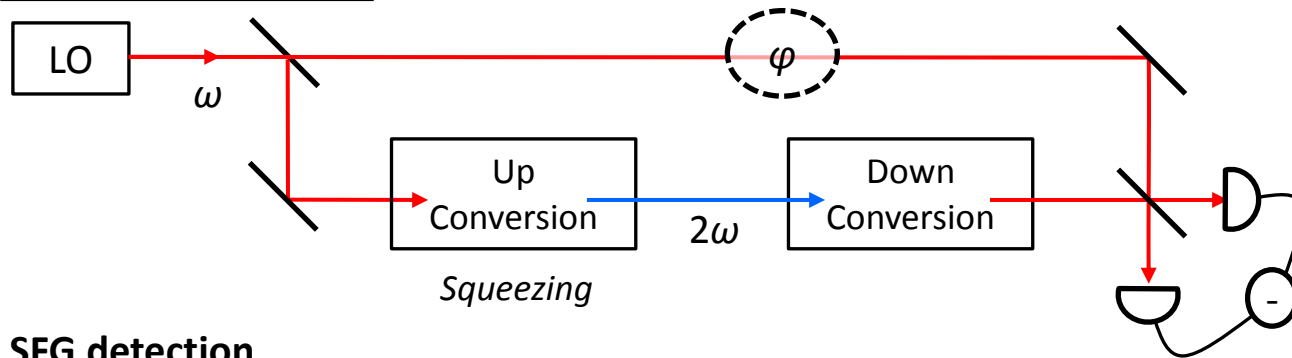 LO
φ
ω
Up
Conversion
Down
Conversion
2ω
Squeezing
-
SFG detection